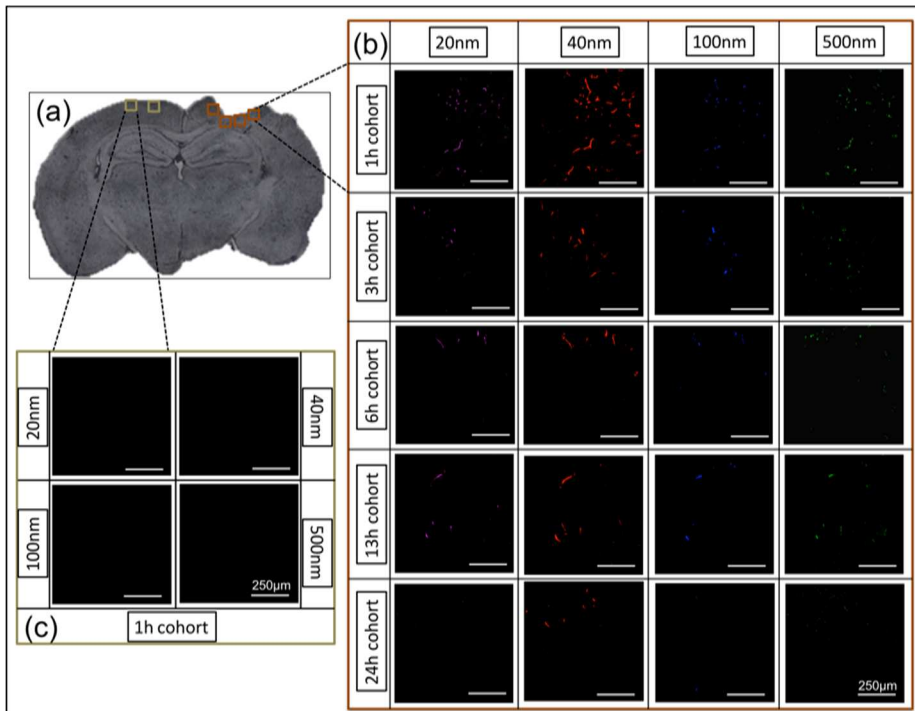 (a)
(b)
20nm
40nm
100nm
500nm
1h cohort
3h cohort
6h cohort
13h cohort
24h cohort
250µm
20nm
40nm
100nm
500nm
250µm
(c)
1h cohort